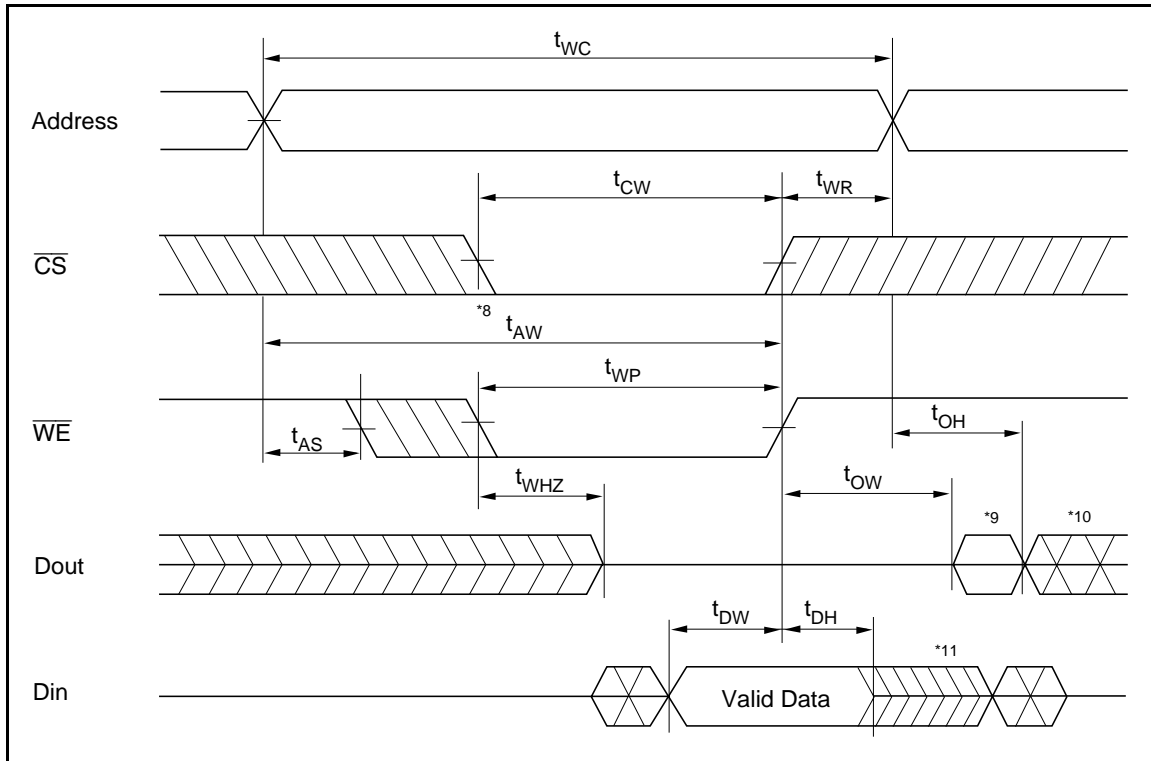 tWC
Address
tCW
tWR
CS
*8
tAW
tWP
WE
tAS
tOH
tWHZ
tOW
*9
*10
Dout
tDW
tDH
*11
Din
Valid Data